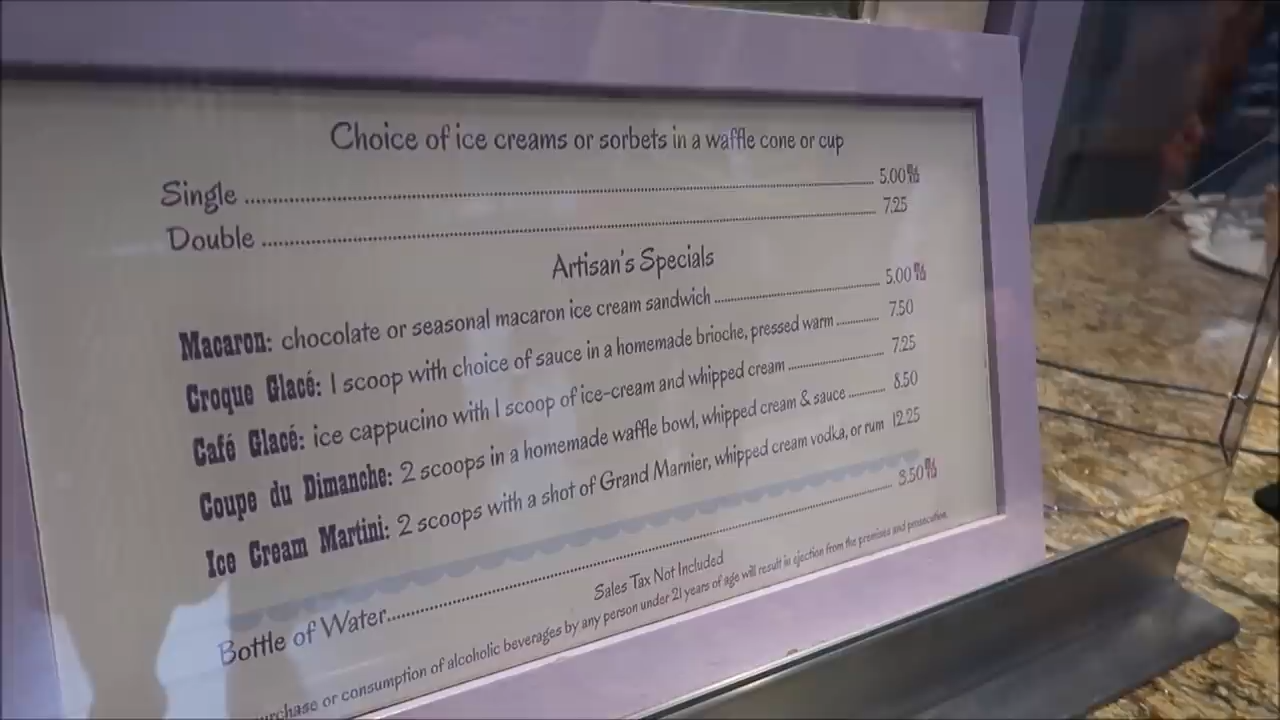 Choice of ice creams or sorbets in a waffle cone or cup
Single ........ 5.00
Double ........ 7.25
Artisan's Specials
Macaron: chocolate or seasonal macaron ice cream sandwich ........ 5.00
Croque Glacé: 1 scoop with choice of sauce in a homemade brioche, pressed warm ........ 7.50
Café Glacé: ice cappucino with 1 scoop of ice-cream and whipped cream ........ 7.25
Coupe du Dimanche: 2 scoops in a homemade waffle bowl, whipped cream & sauce ........ 8.50
Ice Cream Martini: 2 scoops with a shot of Grand Marnier, whipped cream vodka, or rum 12.25
Bottle of Water........ 3.50
Sales Tax Not Included
or consumption of alcoholic beverages by any person under 21 years of age will result in ejection from the premises and prosecution.